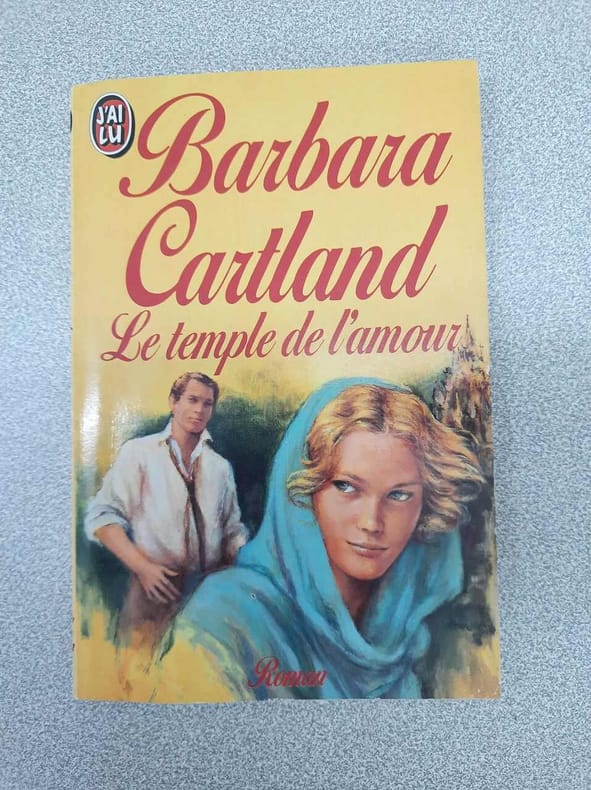 J'AI
LU
Barbara
Cartland
Le temple de l'amour
Roman